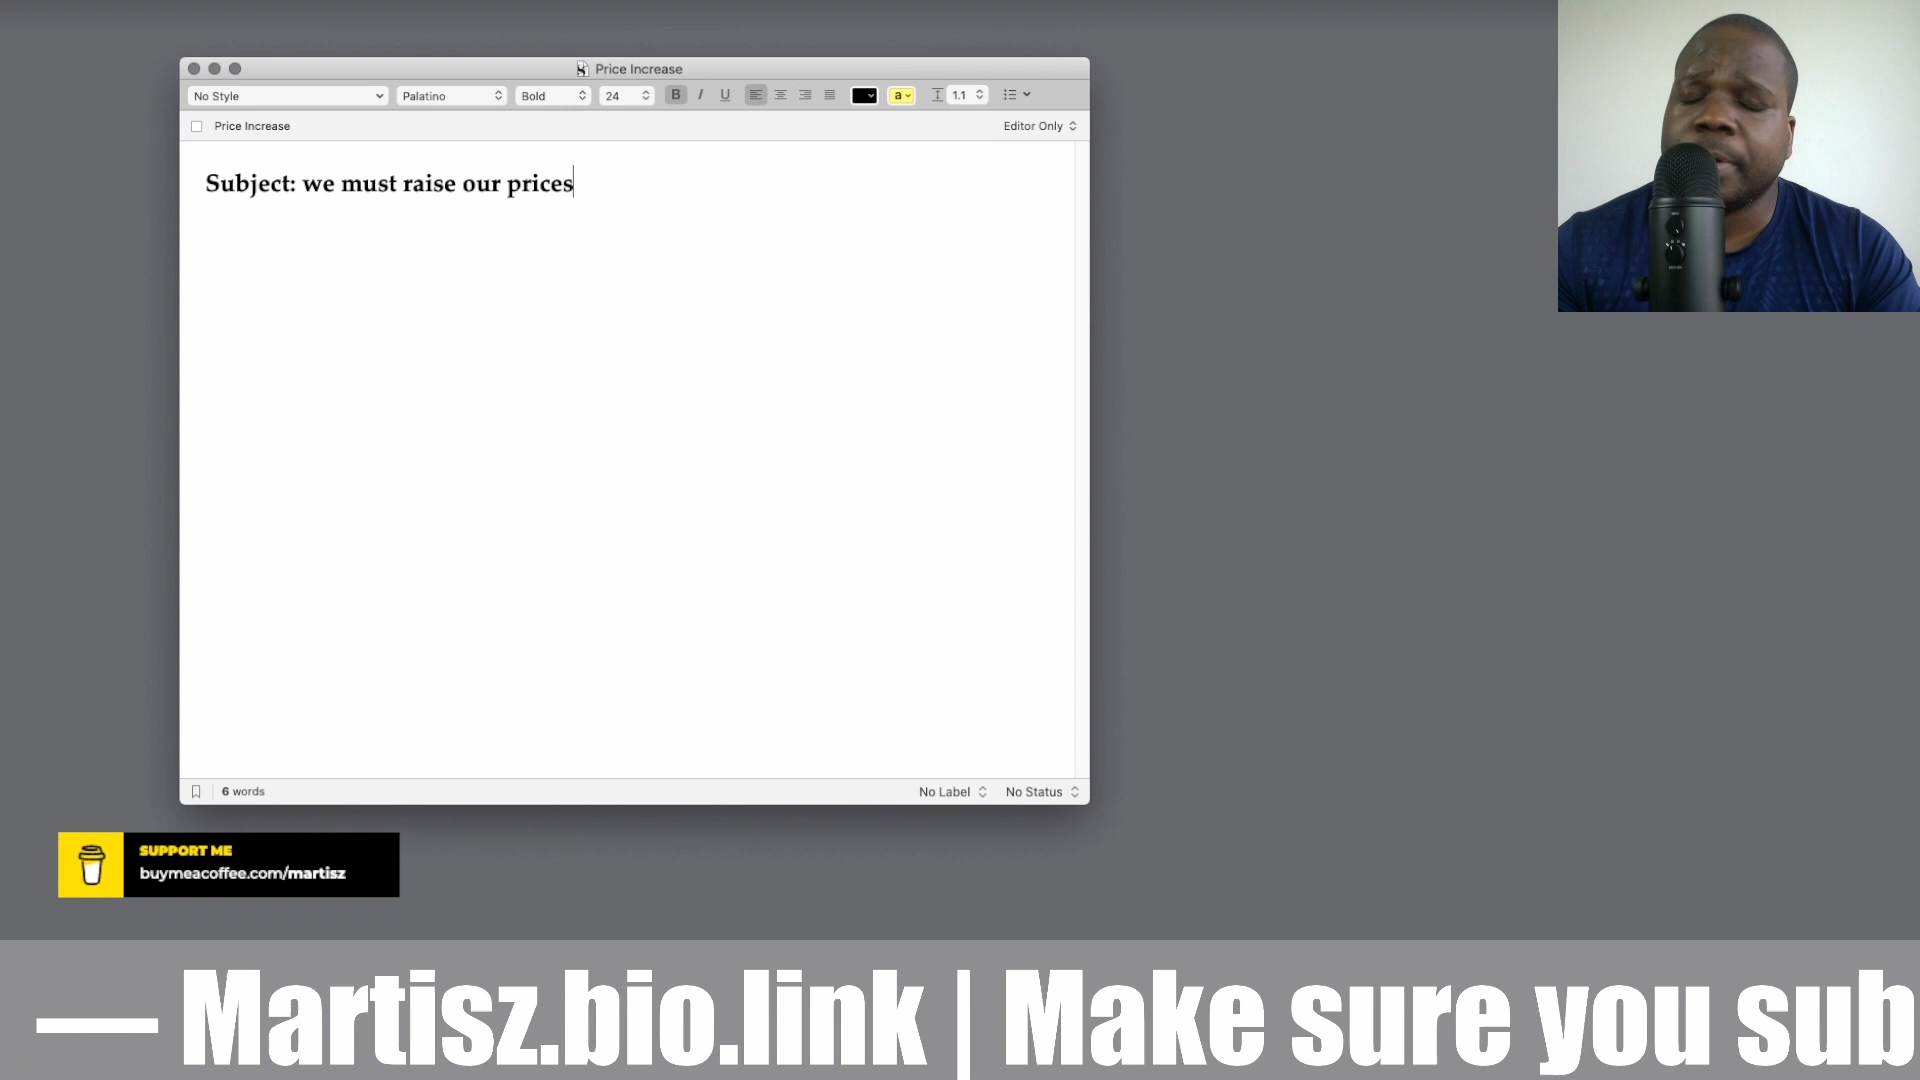 Price Increase
No Style Palatino Bold 24 B I U a 1.1
Price Increase Editor Only
Subject: we must raise our prices
6 words No Label No Status
SUPPORT ME
buymeacoffee.com/martisz
— Martisz.bio.link | Make sure you sub